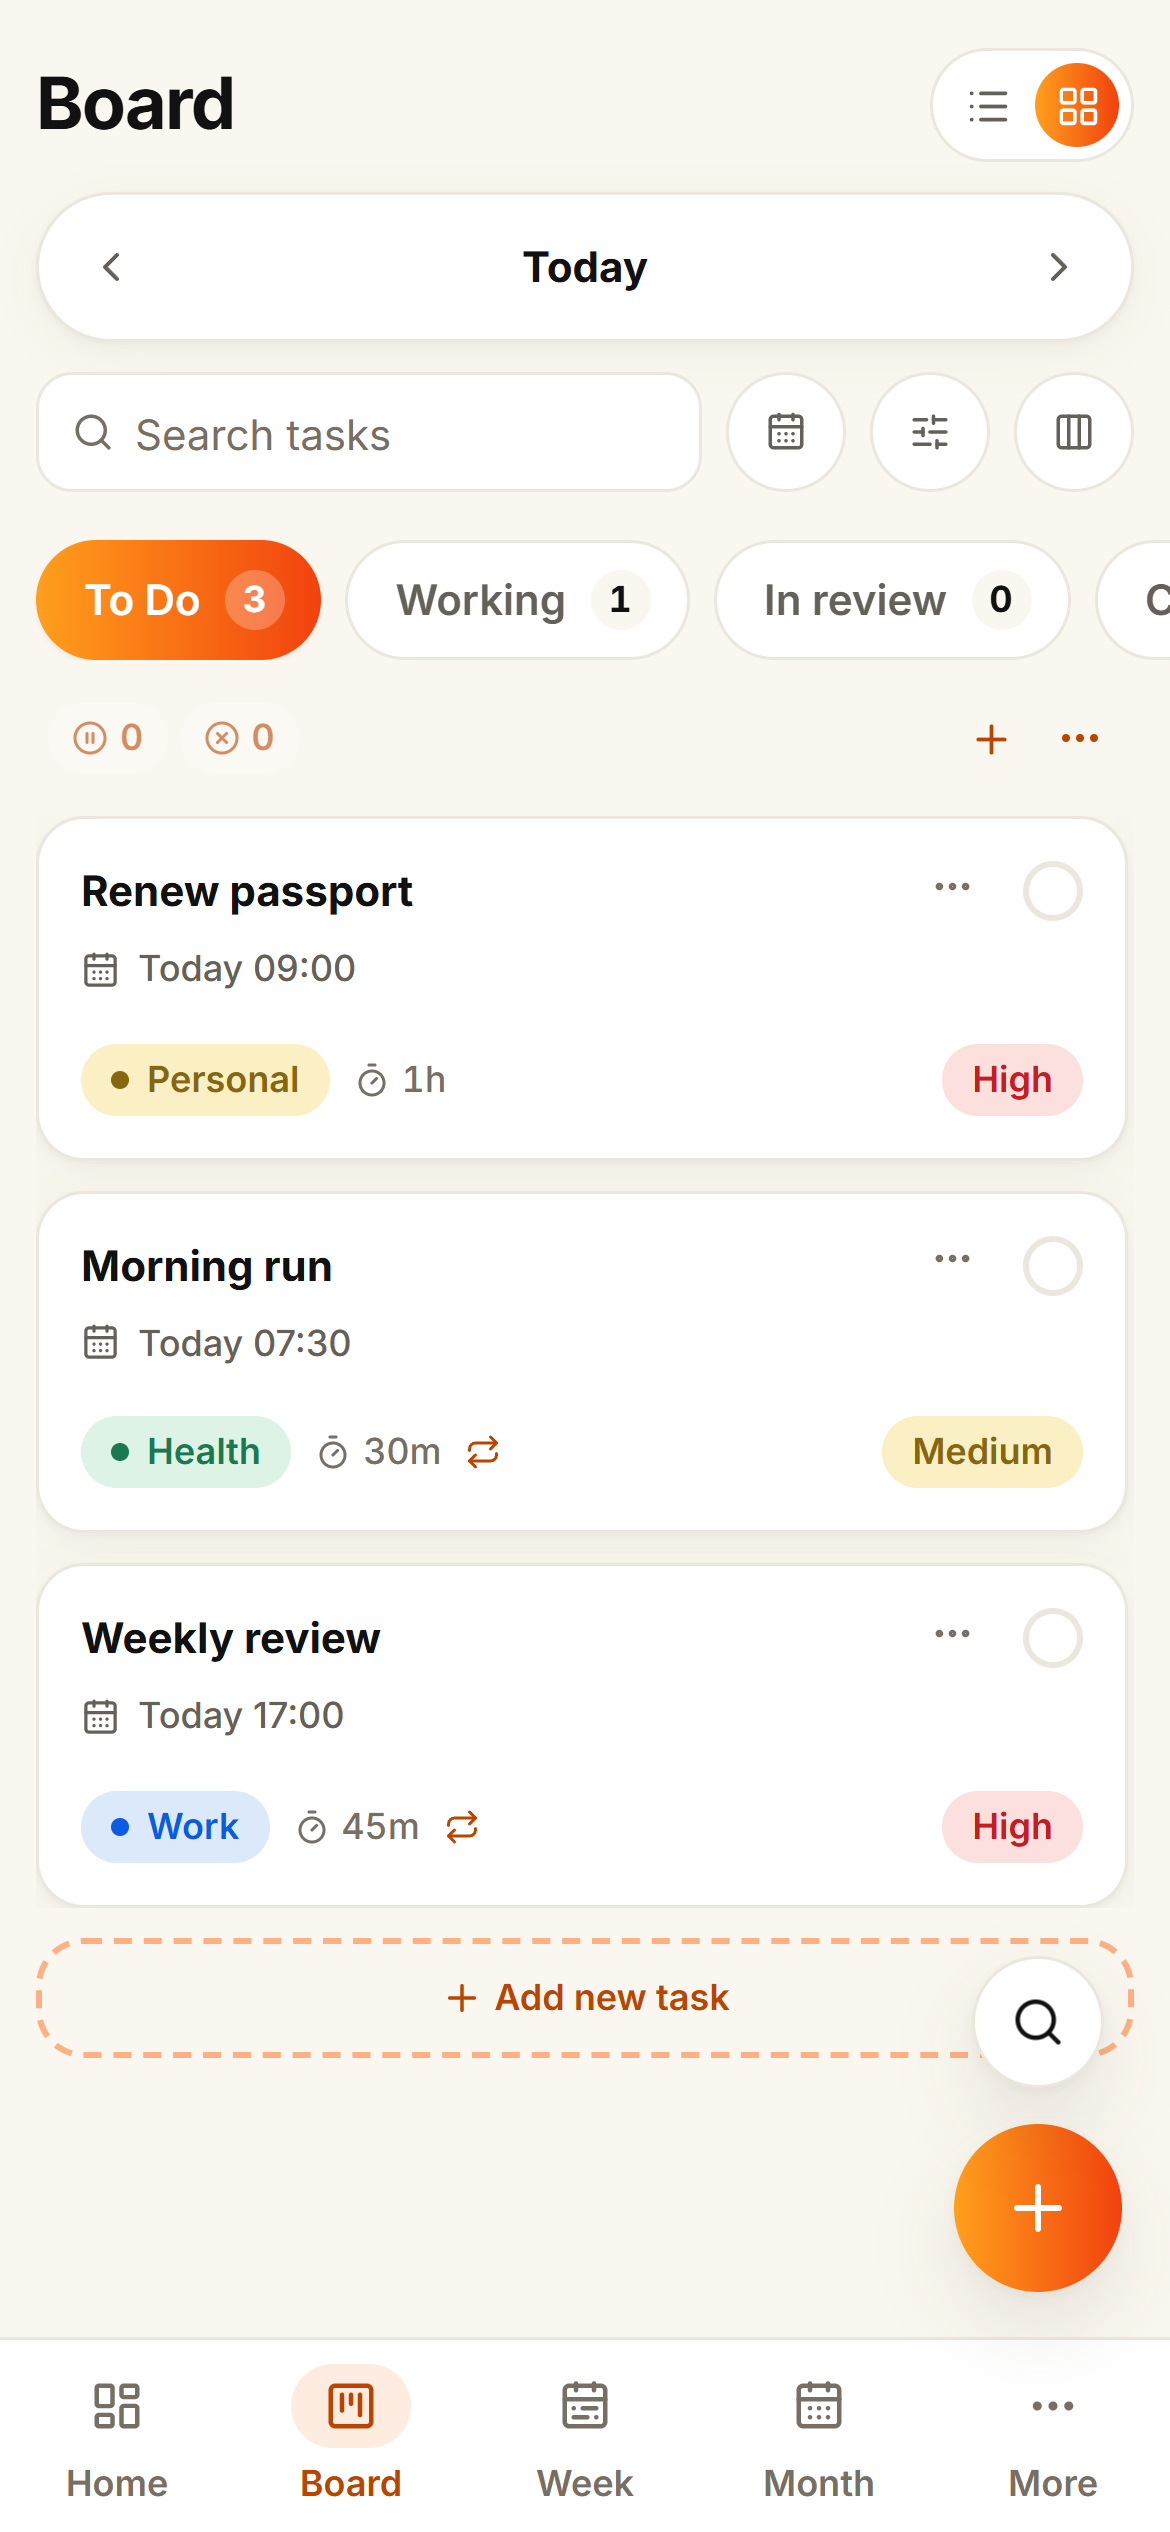 Board
Today
Search tasks
To Do 3 Working 1 In review 0 C
0 0
Renew passport
Today 09:00
Personal 1h High
Morning run
Today 07:30
Health 30m Medium
Weekly review
Today 17:00
Work 45m High
Add new task
Home Board Week Month More